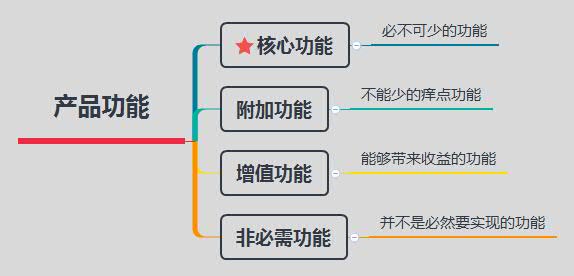 产品功能
核心功能
必不可少的功能
附加功能
不能少的痒点功能
增值功能
能够带来收益的功能
非必需功能
并不是必然要实现的功能